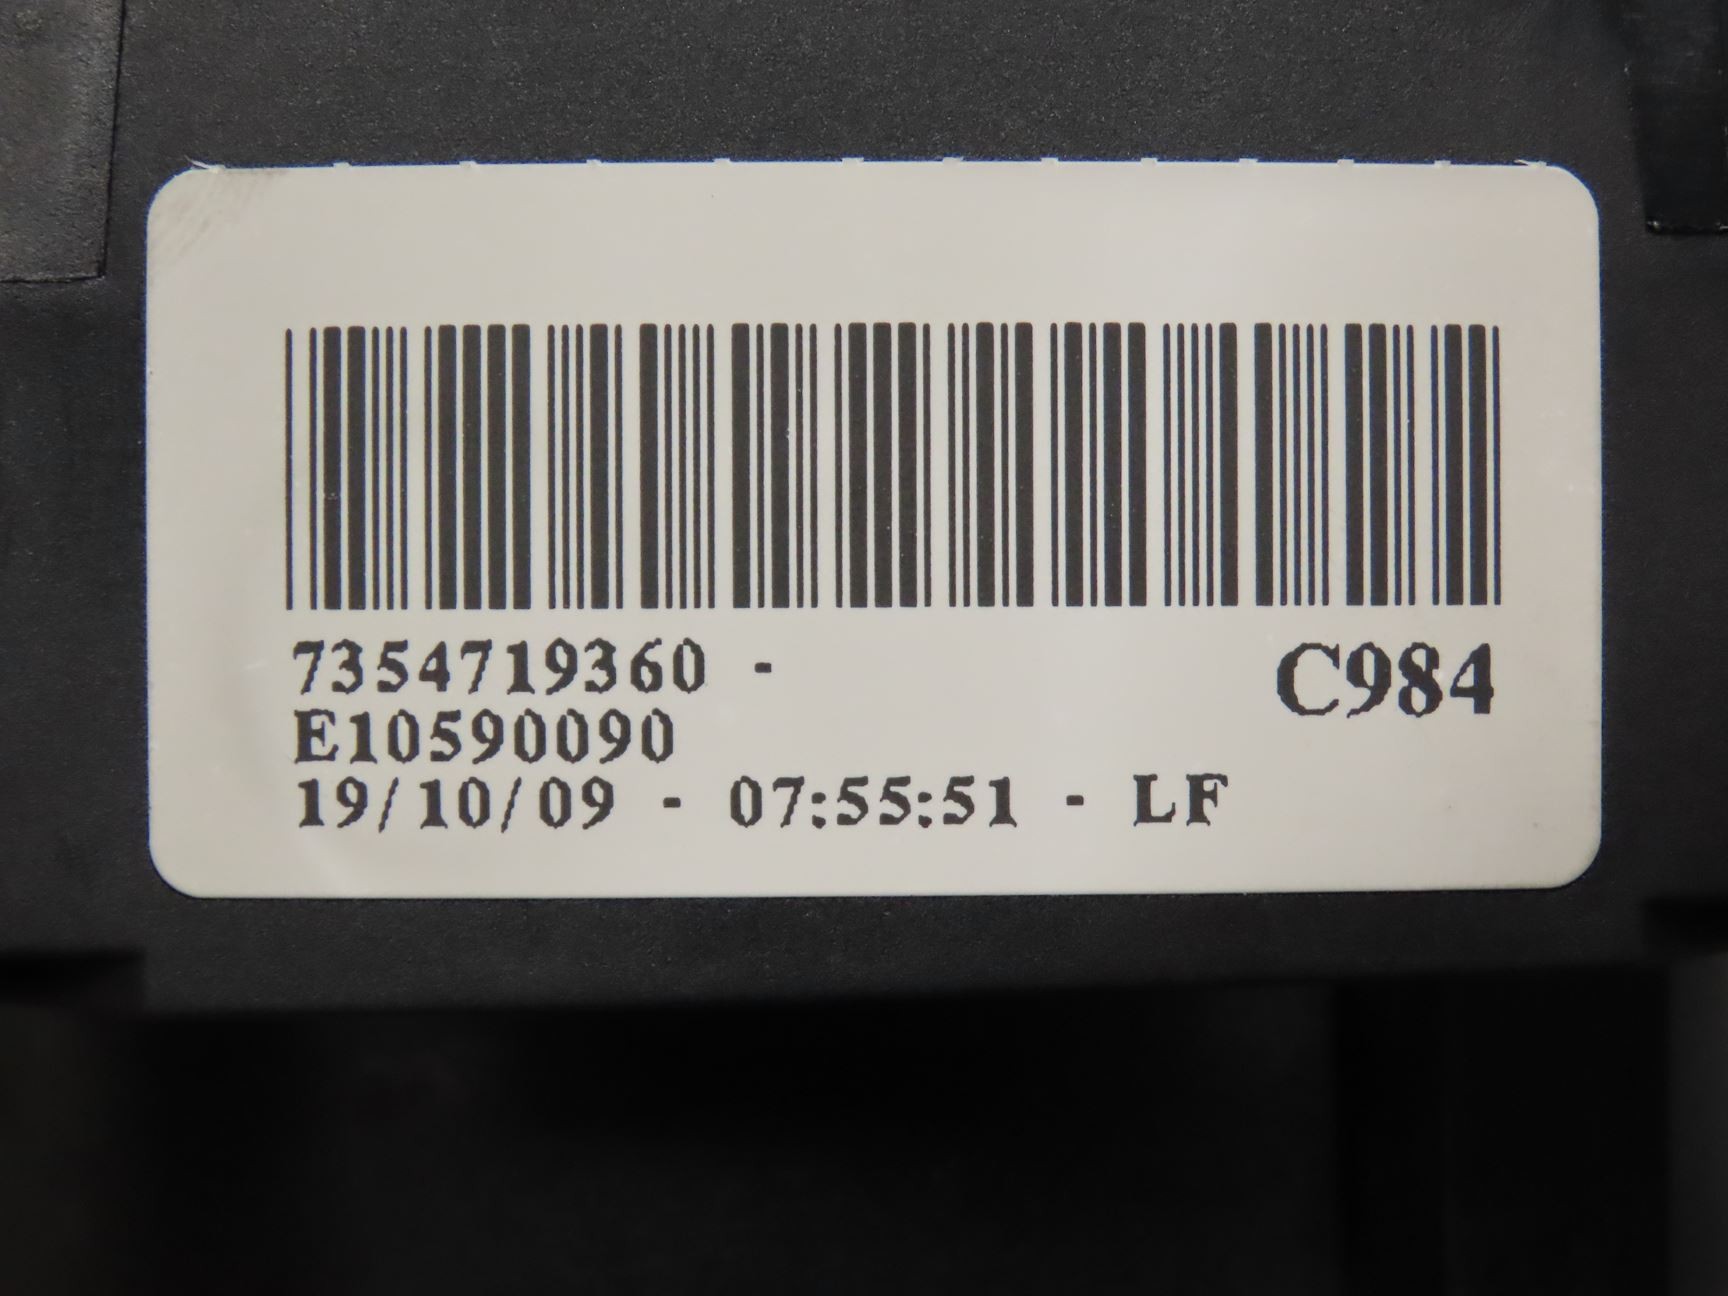 7354719360 - C984
E10590090
19/10/09 - 07:55:51 - LF